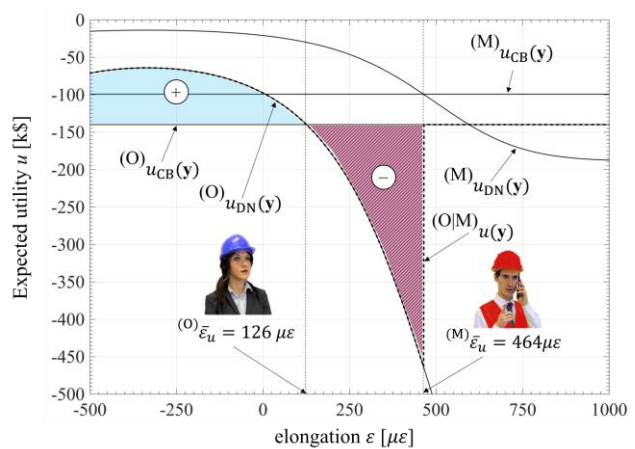 0
-50
-100
-150
-200
-250
-300
-350
-400
-450
-500
Expected utility u [k$]
(M)uCB(y)
+
(O)uCB(y)
(O)uDN(y)
−
(M)uDN(y)
(O|M)u(y)
(O)ε̄u = 126 με
(M)ε̄u = 464με
-500 -250 0 250 500 750 1000
elongation ε [με]